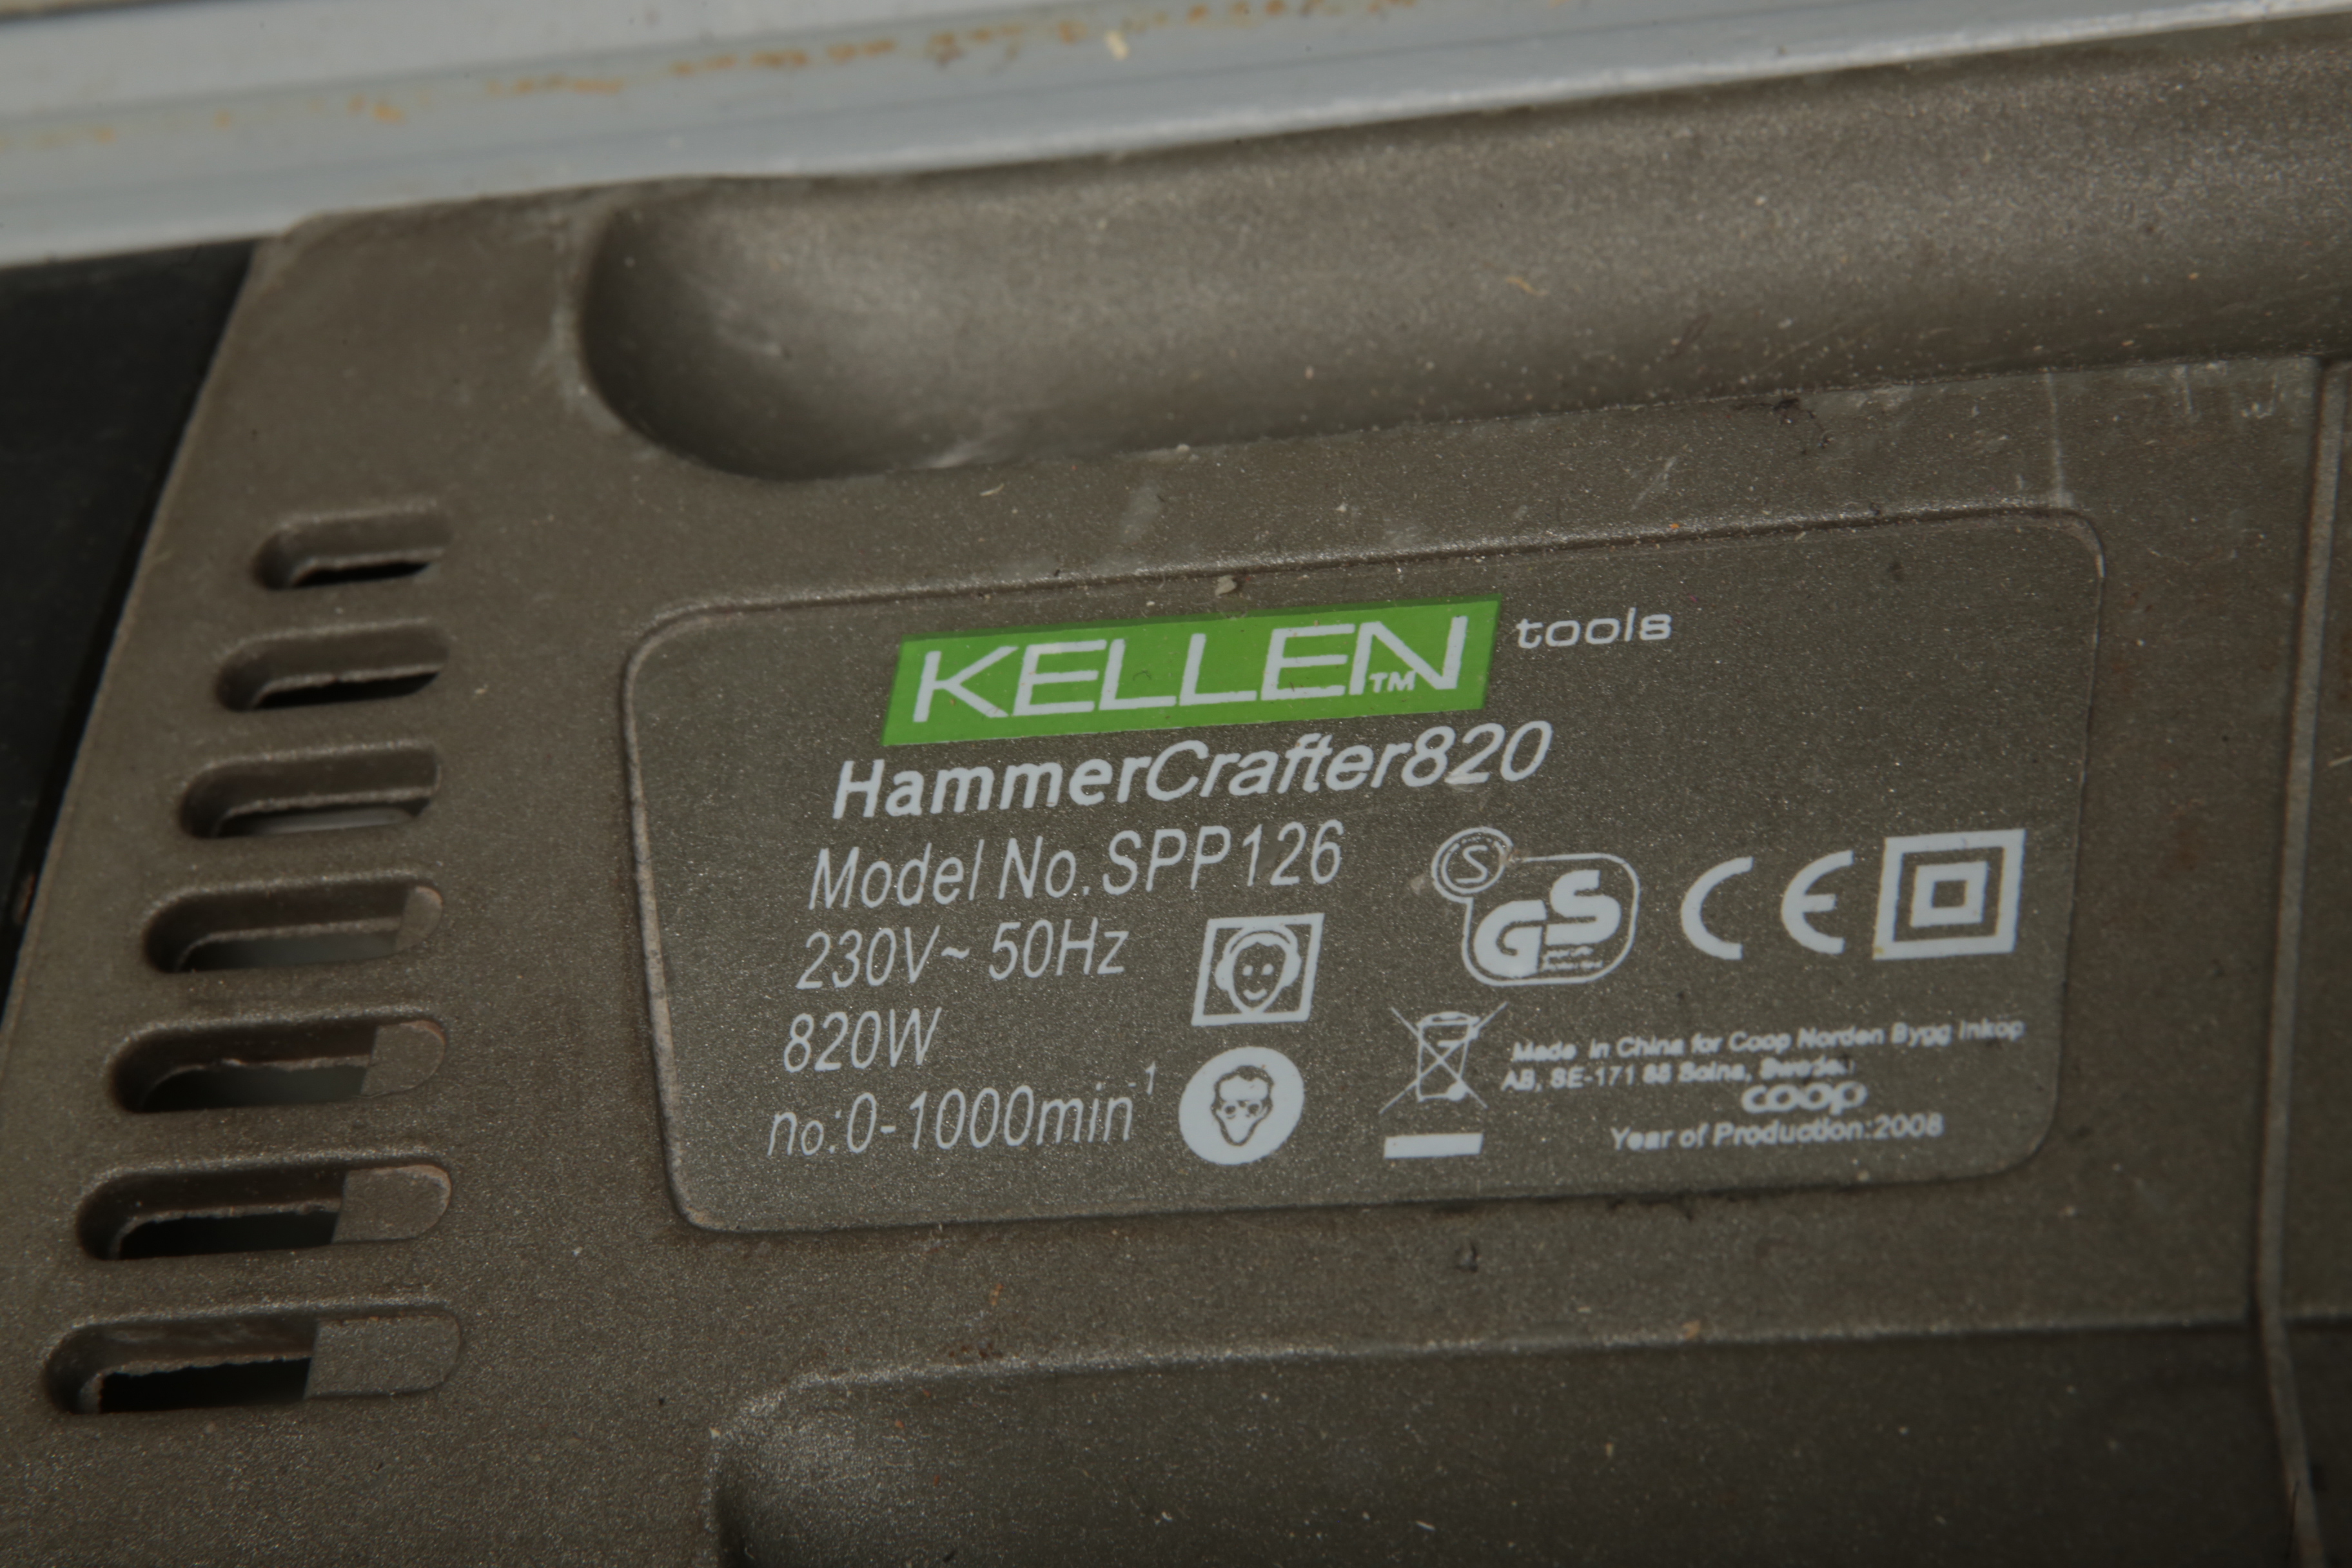 KELLEN™ tools
HammerCrafter820
Model No.SPP126
230V~ 50Hz
820W
no:0-1000min-1
S
GS
CE
Made in China for Coop Norden Bygg Inkop
AB, SE-171 88 Solna, Sweden
coop
Year of Production:2008